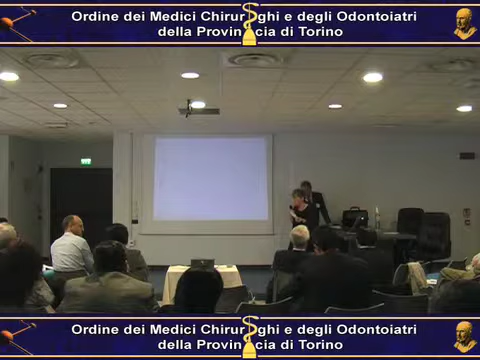 Ordine dei Medici Chirurghi e degli Odontoiatri
della Provincia di Torino
Ordine dei Medici Chirurghi e degli Odontoiatri
della Provincia di Torino